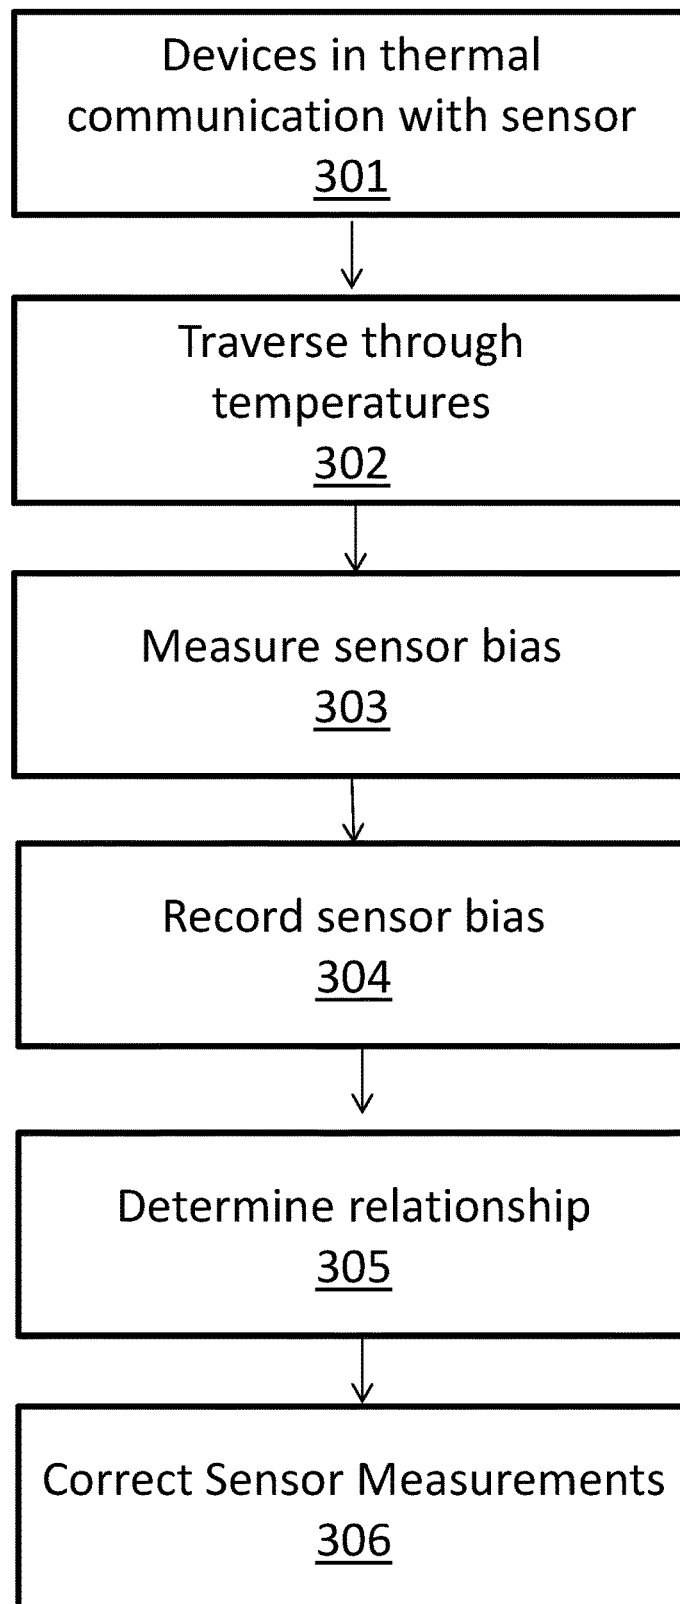 Devices in thermal
communication with sensor
301
Traverse through
temperatures
302
Measure sensor bias
303
Record sensor bias
304
Determine relationship
305
Correct Sensor Measurements
306